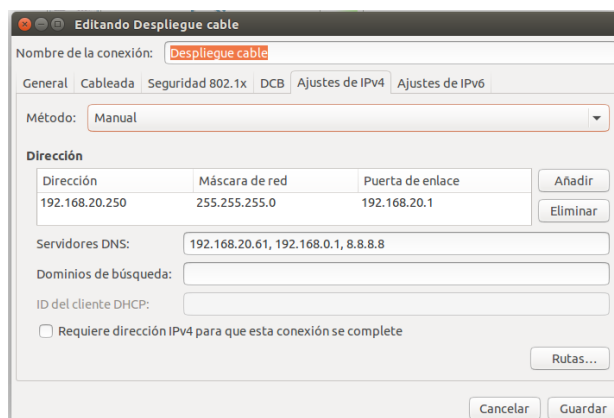 Editando Despliegue cable
Nombre de la conexión: Despliegue cable
General Cableada Seguridad 802.1x DCB Ajustes de IPv4 Ajustes de IPv6
Método: Manual
Dirección
Dirección Máscara de red Puerta de enlace Añadir
192.168.20.250 255.255.255.0 192.168.20.1
Eliminar
Servidores DNS: 192.168.20.61, 192.168.0.1, 8.8.8.8
Dominios de búsqueda:
ID del cliente DHCP:
Requiere dirección IPv4 para que esta conexión se complete
Rutas...
Cancelar Guardar